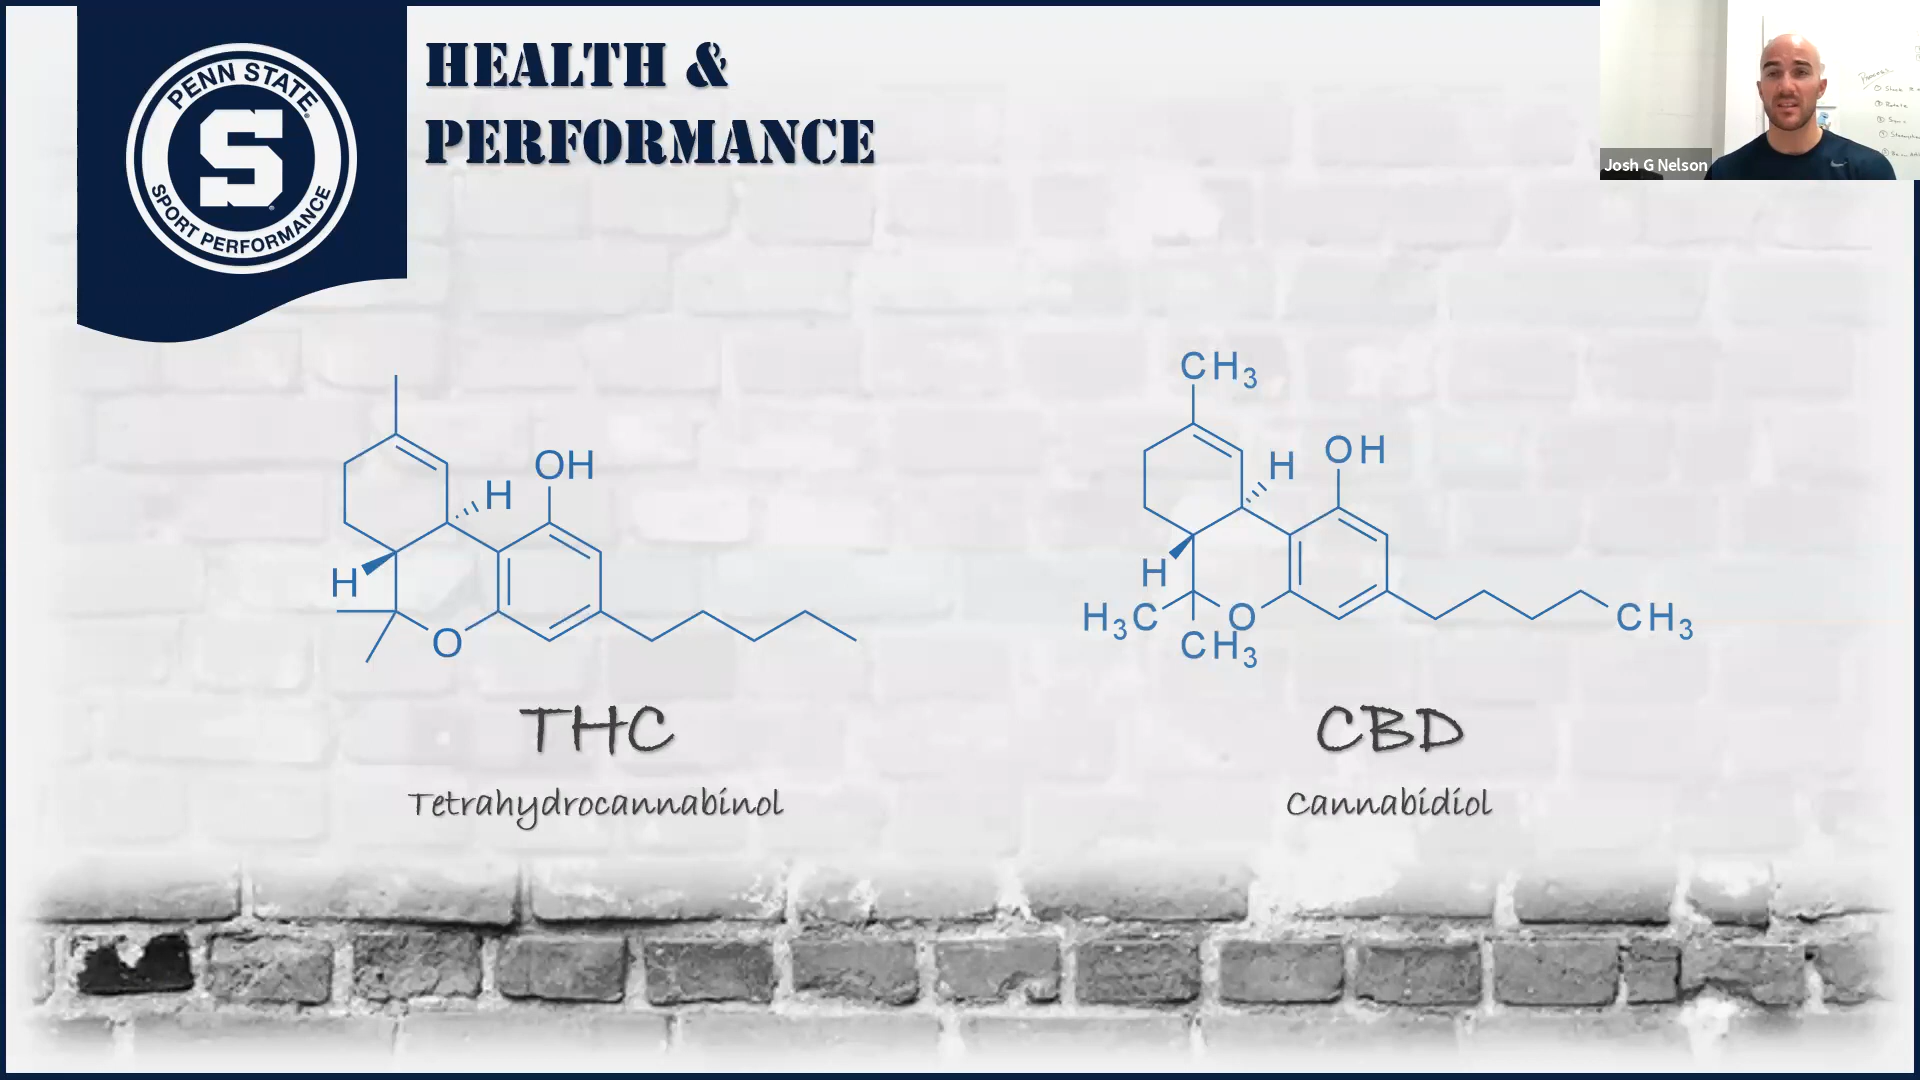 PENN STATE
S
SPORT PERFORMANCE
HEALTH &
PERFORMANCE
Josh G Nelson
OH
H
H
O
CH3
OH
H
H
H3C
O
CH3
CH3
THC
CBD
Tetrahydrocannabinol
Cannabidiol